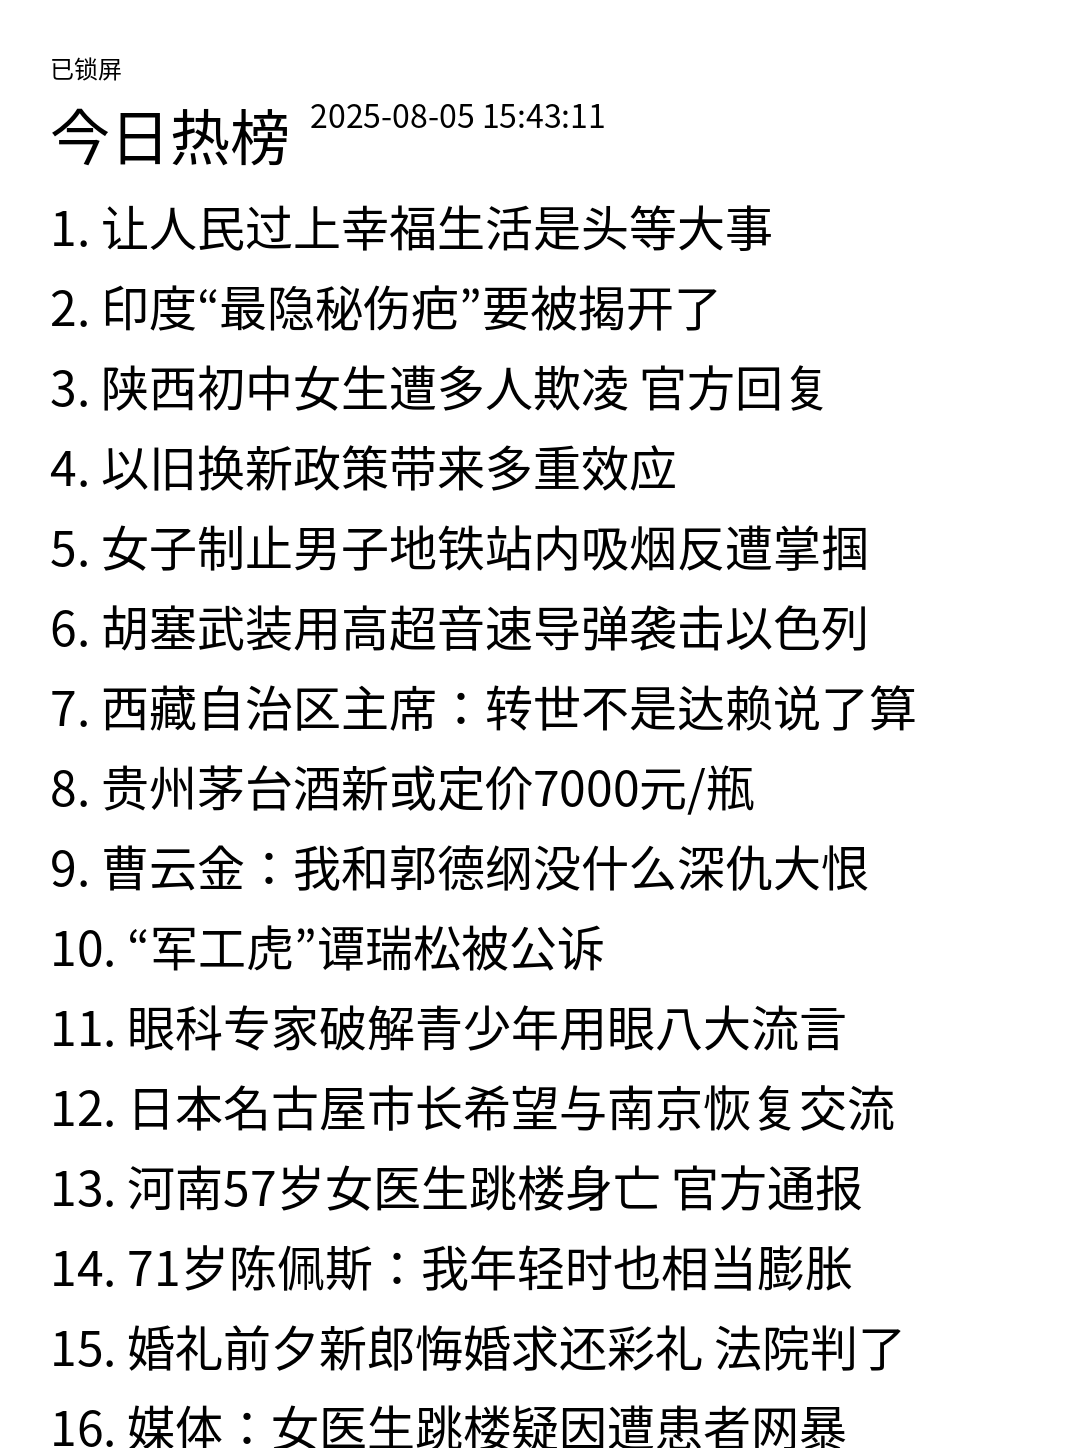 已锁屏
今日热榜 2025-08-05 15:43:11
1. 让人民过上幸福生活是头等大事
2. 印度“最隐秘伤疤”要被揭开了
3. 陕西初中女生遭多人欺凌 官方回复
4. 以旧换新政策带来多重效应
5. 女子制止男子地铁站内吸烟反遭掌掴
6. 胡塞武装用高超音速导弹袭击以色列
7. 西藏自治区主席：转世不是达赖说了算
8. 贵州茅台酒新或定价7000元/瓶
9. 曹云金：我和郭德纲没什么深仇大恨
10. “军工虎”谭瑞松被公诉
11. 眼科专家破解青少年用眼八大流言
12. 日本名古屋市长希望与南京恢复交流
13. 河南57岁女医生跳楼身亡 官方通报
14. 71岁陈佩斯：我年轻时也相当膨胀
15. 婚礼前夕新郎悔婚求还彩礼 法院判了
16. 媒体：女医生跳楼疑因遭患者网暴